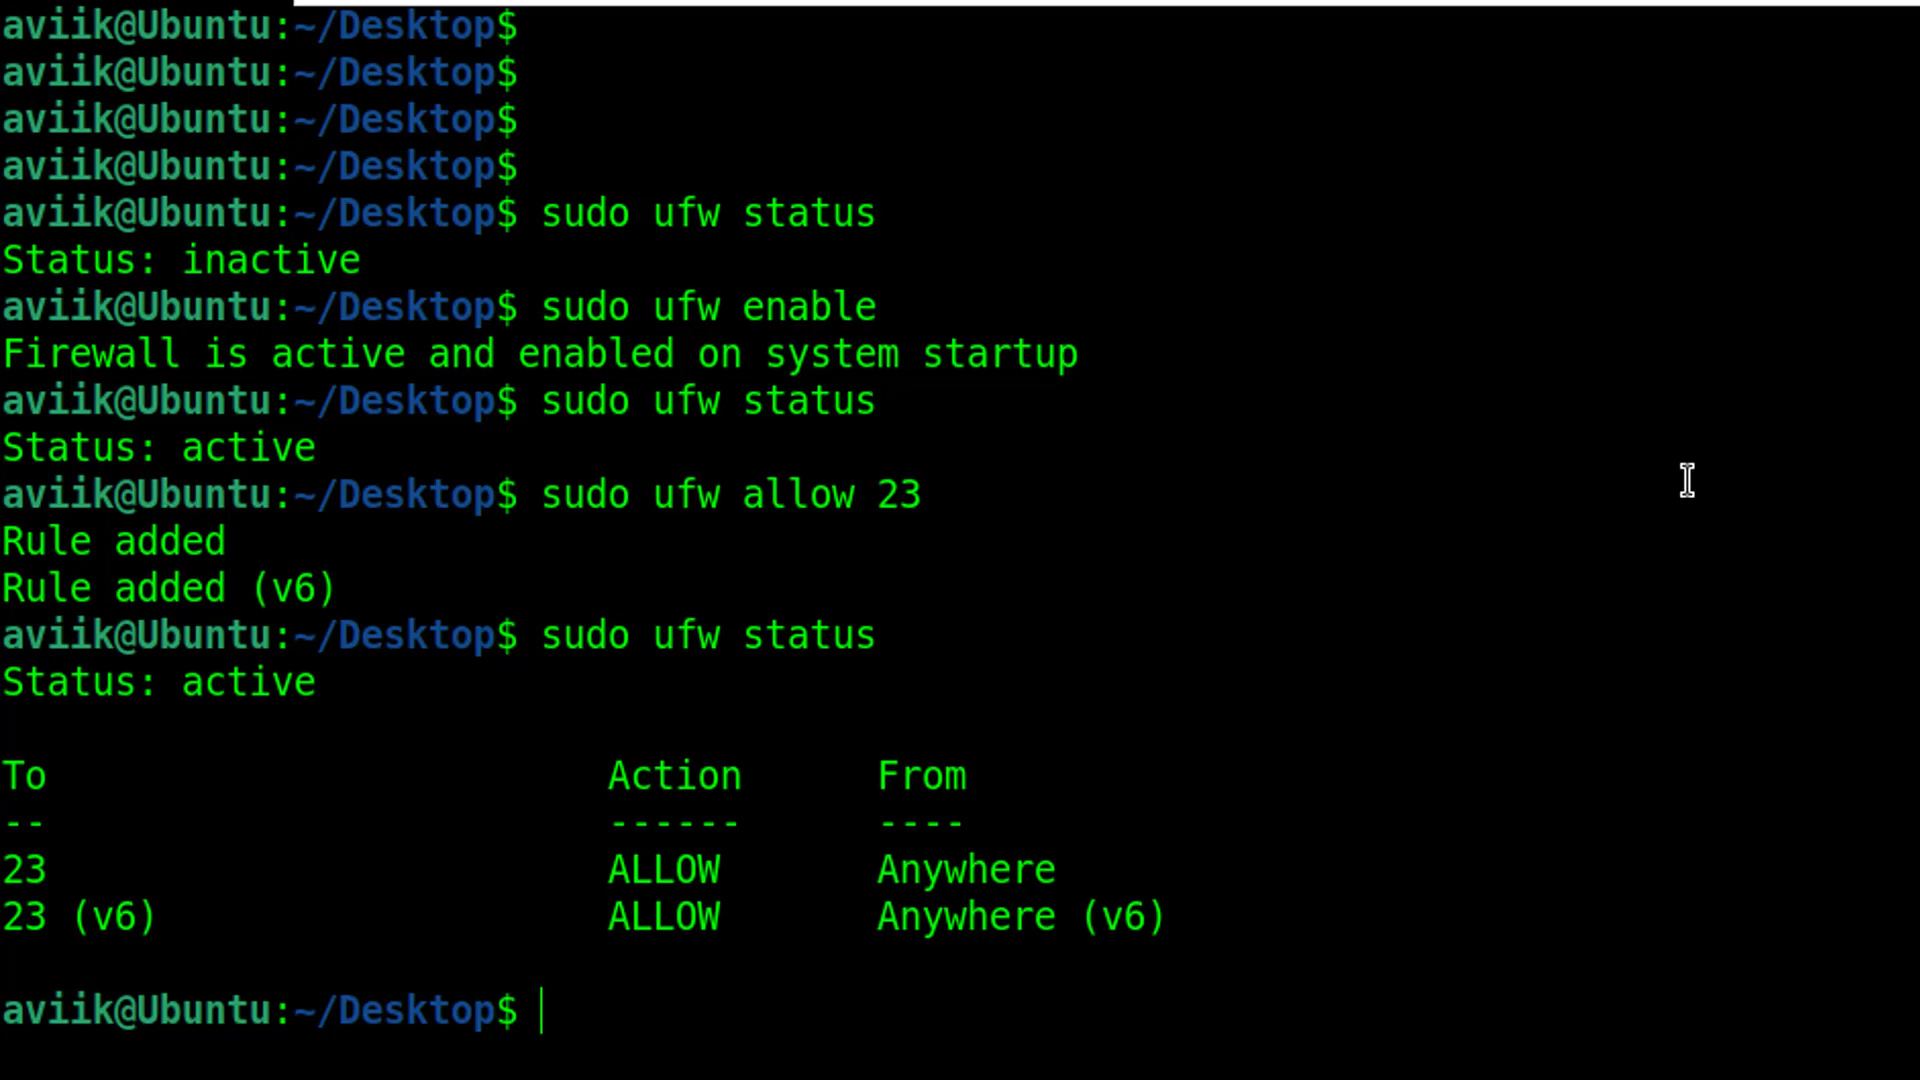 aviik@Ubuntu:~/Desktop$
aviik@Ubuntu:~/Desktop$
aviik@Ubuntu:~/Desktop$
aviik@Ubuntu:~/Desktop$
aviik@Ubuntu:~/Desktop$ sudo ufw status
Status: inactive
aviik@Ubuntu:~/Desktop$ sudo ufw enable
Firewall is active and enabled on system startup
aviik@Ubuntu:~/Desktop$ sudo ufw status
Status: active
aviik@Ubuntu:~/Desktop$ sudo ufw allow 23
Rule added
Rule added (v6)
aviik@Ubuntu:~/Desktop$ sudo ufw status
Status: active
To                         Action      From
--                         ------      ----
23                         ALLOW       Anywhere
23 (v6)                    ALLOW       Anywhere (v6)
aviik@Ubuntu:~/Desktop$